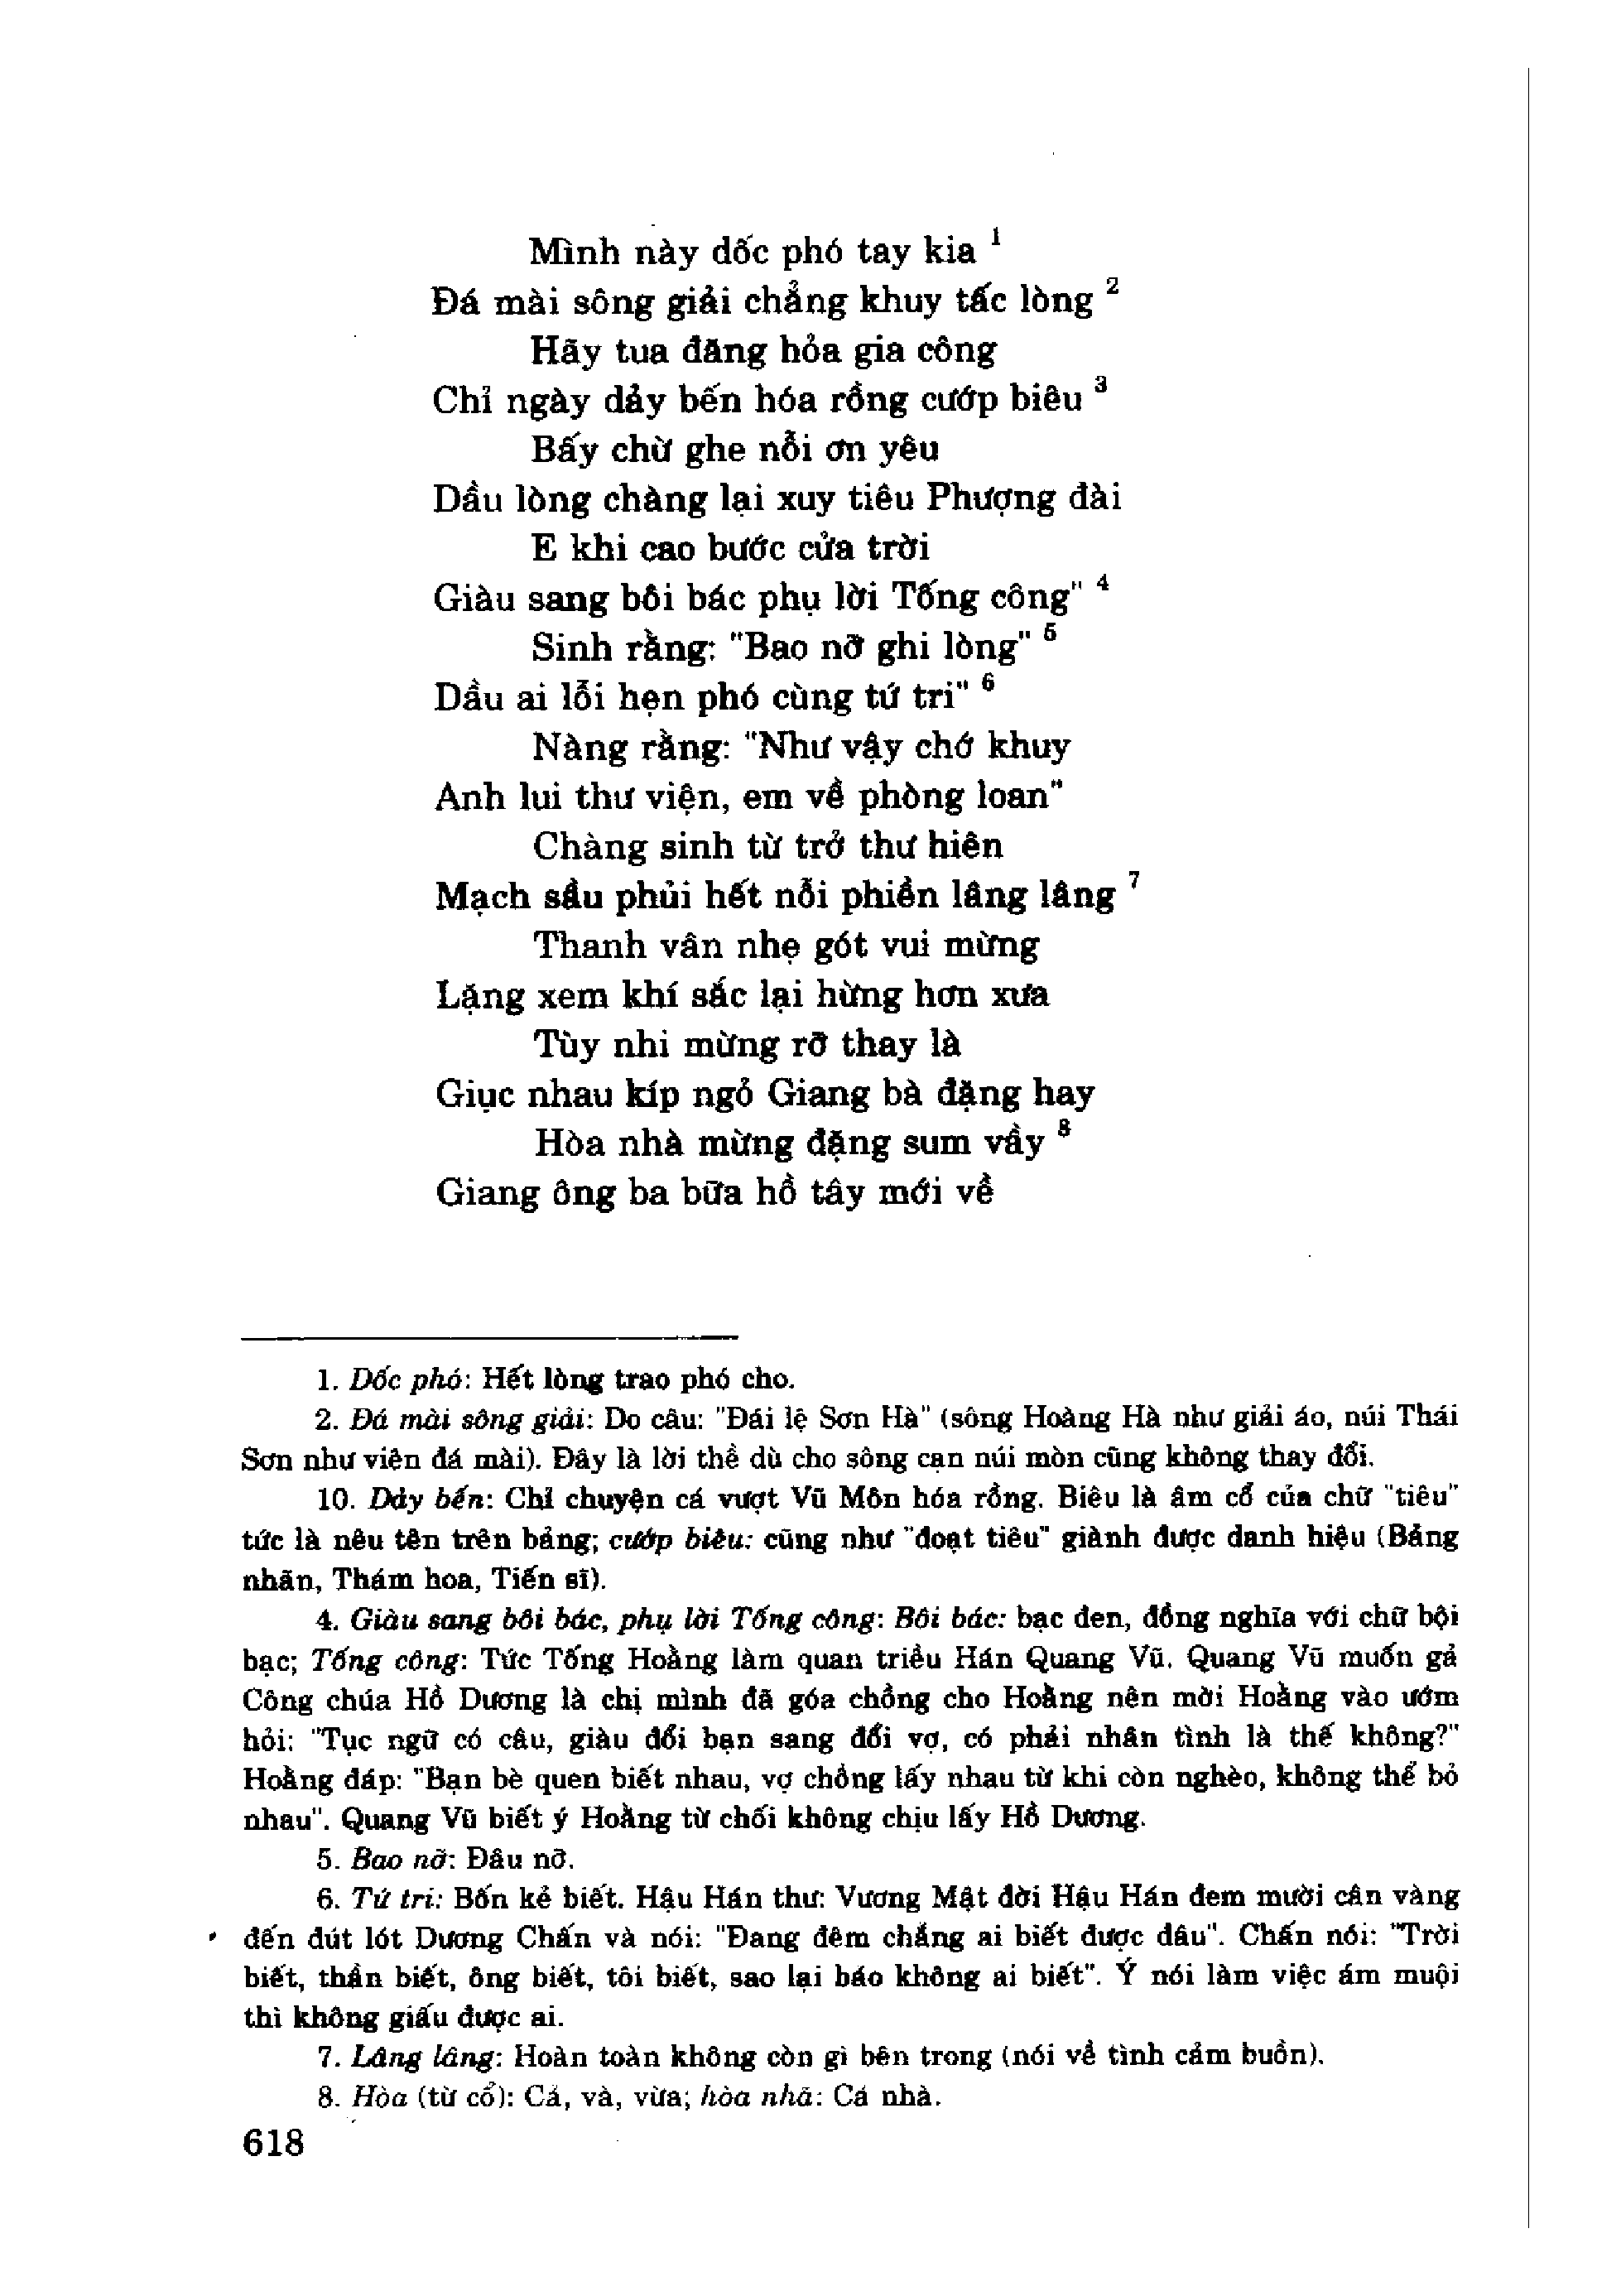 Mình này dốc phó tay kia 1
Đá mài sông giải chẳng khuy tấc lòng 2
Hãy tua đăng hỏa gia công
Chỉ ngày dảy bến hóa rồng cướp biêu 3
Bấy chừ ghe nỗi ơn yêu
Dầu lòng chàng lại xuy tiêu Phượng đài
E khi cao bước cửa trời
Giàu sang bôi bác phụ lời Tống công" 4
Sinh rằng: "Bao nỡ ghi lòng" 5
Dầu ai lỗi hẹn phó cùng tứ tri" 6
Nàng rằng: "Như vậy chớ khuy
Anh lui thư viện, em về phòng loan"
Chàng sinh từ trở thư hiên
Mạch sầu phủi hết nỗi phiền lâng lâng 7
Thanh vân nhẹ gót vui mừng
Lặng xem khí sắc lại hừng hơn xưa
Tùy nhi mừng rỡ thay là
Giục nhau kíp ngỏ Giang bà đặng hay
Hòa nhà mừng đặng sum vầy 8
Giang ông ba bữa hồ tây mới về
1. Dốc phó: Hết lòng trao phó cho.
2. Đá mài sông giải: Do câu: "Đái lệ Sơn Hà" (sông Hoàng Hà như giải áo, núi Thái
Sơn như viên đá mài). Đây là lời thề dù cho sông cạn núi mòn cũng không thay đổi.
10. Dảy bến: Chỉ chuyện cá vượt Vũ Môn hóa rồng. Biêu là âm cổ của chữ "tiêu"
tức là nêu tên trên bảng; cướp biêu: cũng như "đoạt tiêu" giành được danh hiệu (Bảng
nhãn, Thám hoa, Tiến sĩ).
4. Giàu sang bôi bác, phụ lời Tống công: Bôi bác: bạc đen, đồng nghĩa với chữ bội
bạc; Tống công: Tức Tống Hoằng làm quan triều Hán Quang Vũ. Quang Vũ muốn gả
Công chúa Hồ Dương là chị mình đã góa chồng cho Hoằng nên mời Hoằng vào ướm
hỏi: "Tục ngữ có câu, giàu đổi bạn sang đổi vợ, có phải nhân tình là thế không?"
Hoằng đáp: "Bạn bè quen biết nhau, vợ chồng lấy nhau từ khi còn nghèo, không thể bỏ
nhau". Quang Vũ biết ý Hoằng từ chối không chịu lấy Hồ Dương.
5. Bao nỡ: Đâu nỡ.
6. Tứ tri: Bốn kẻ biết. Hậu Hán thư: Vương Mật đời Hậu Hán đem mười cân vàng
đến đút lót Dương Chấn và nói: "Đang đêm chẳng ai biết được đâu". Chấn nói: "Trời
biết, thần biết, ông biết, tôi biết, sao lại bảo không ai biết". Ý nói làm việc ám muội
thì không giấu được ai.
7. Lâng lâng: Hoàn toàn không còn gì bên trong (nói về tình cảm buồn).
8. Hòa (từ cổ): Cả, và, vừa; hòa nhà: Cả nhà.
618